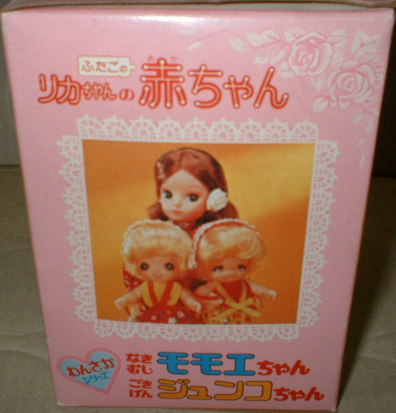 ふたごの
リカちゃんの赤ちゃん
わんさか
シリーズ
なきむし モモエちゃん
ごきげん ジュンコちゃん